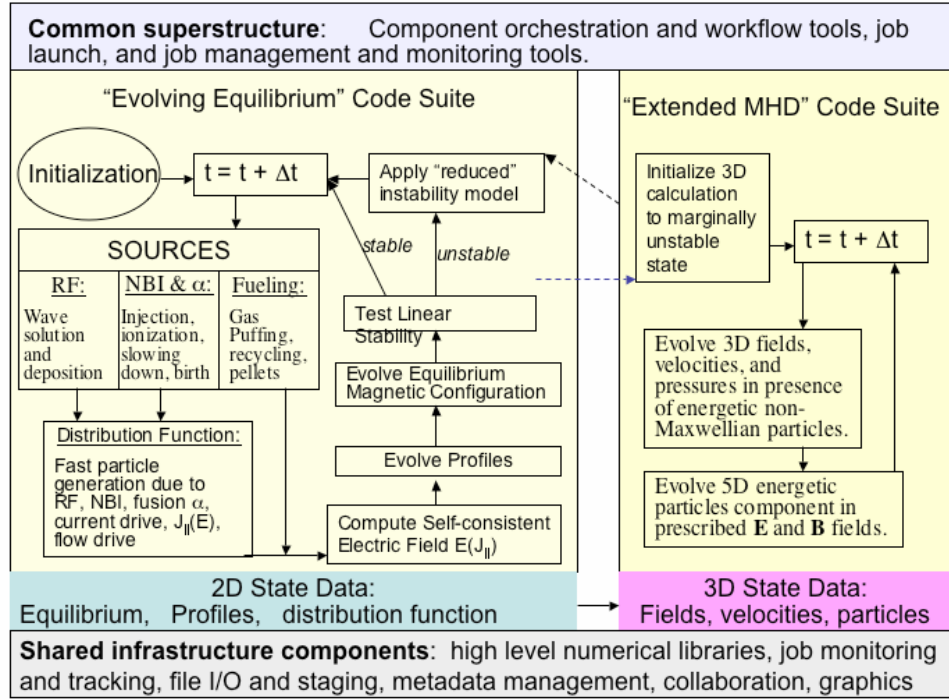 Common superstructure: Component orchestration and workflow tools, job
launch, and job management and monitoring tools.
“Evolving Equilibrium” Code Suite
Initialization
t = t + Δt
Apply “reduced”
instability model
stable
unstable
SOURCES
RF:
Wave
solution
and
deposition
NBI & α:
Injection,
ionization,
slowing
down, birth
Fueling:
Gas
Puffing,
recycling,
pellets
Test Linear
Stability
Evolve Equilibrium
Magnetic Configuration
Evolve Profiles
Distribution Function:
Fast particle
generation due to
RF, NBI, fusion α,
current drive, J||(E),
flow drive
Compute Self-consistent
Electric Field E(J||)
“Extended MHD” Code Suite
Initialize 3D
calculation
to marginally
unstable
state
t = t + Δt
Evolve 3D fields,
velocities, and
pressures in presence
of energetic non-
Maxwellian particles.
Evolve 5D energetic
particles component in
prescribed E and B fields.
2D State Data:
Equilibrium, Profiles, distribution function
3D State Data:
Fields, velocities, particles
Shared infrastructure components: high level numerical libraries, job monitoring
and tracking, file I/O and staging, metadata management, collaboration, graphics